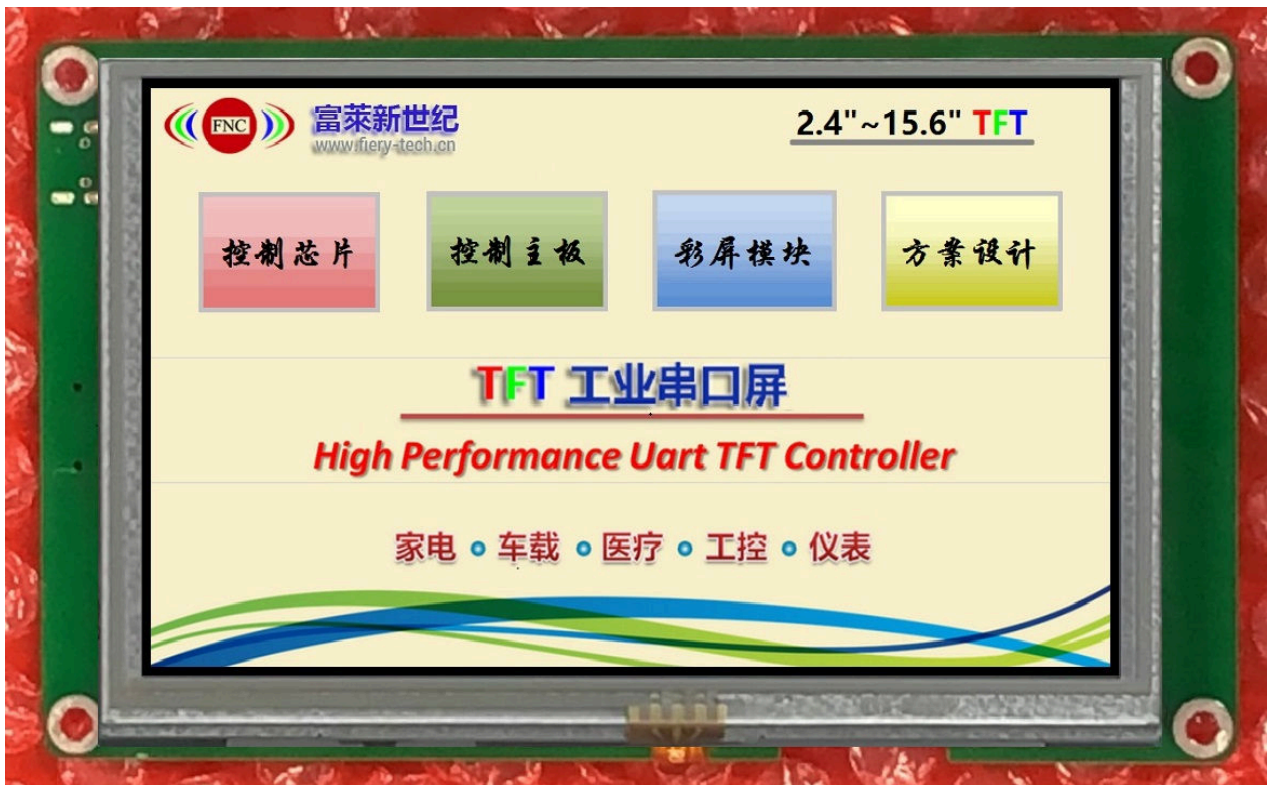 FNC 富莱新世纪 2.4"~15.6" TFT
www.fiery-tech.cn
控制芯片 控制主板 彩屏模块 方案设计
TFT 工业串口屏
High Performance Uart TFT Controller
家电 车载 医疗 工控 仪表